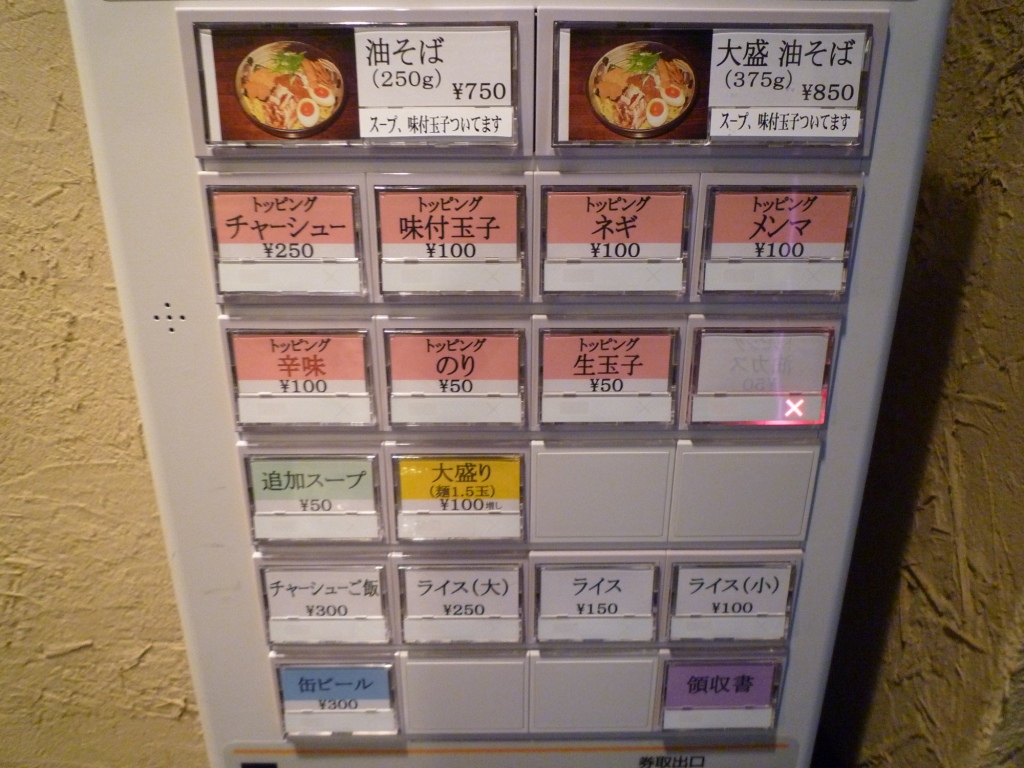 油そば
(250g)
¥750
スープ、味付玉子ついてます
大盛 油そば
(375g)
¥850
スープ、味付玉子ついてます
トッピング
チャーシュー
¥250
トッピング
味付玉子
¥100
トッピング
ネギ
¥100
トッピング
メンマ
¥100
トッピング
辛味
¥100
トッピング
のり
¥50
トッピング
生玉子
¥50
追加スープ
¥50
大盛り
(麺1.5玉)
¥100増し
チャーシューご飯
¥300
ライス(大)
¥250
ライス
¥150
ライス(小)
¥100
缶ビール
¥300
領収書
券取出口